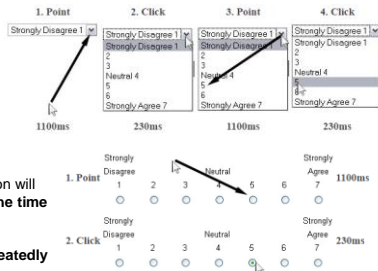 1. Point 2. Click 3. Point 4. Click
Strongly Disagree 1 Strongly Disagree 1 Strongly Disagree 1 Strongly Disagree 1
Strongly Disagree 1 Strongly Disagree 1 Strongly Disagree 1
2 2 2
3 3 3
Neutral 4 Neutral 4 Neutral 4
5 5 5
6 6 6
Strongly Agree 7 Strongly Agree 7 Strongly Agree 7
1100ms 230ms 1100ms 230ms
on will
ne time
eatedly
Strongly Strongly
Disagree Neutral Agree
1. Point 1 2 3 4 5 6 7 1100ms
Strongly Strongly
Disagree Neutral Agree
2. Click 1 2 3 4 5 6 7 230ms